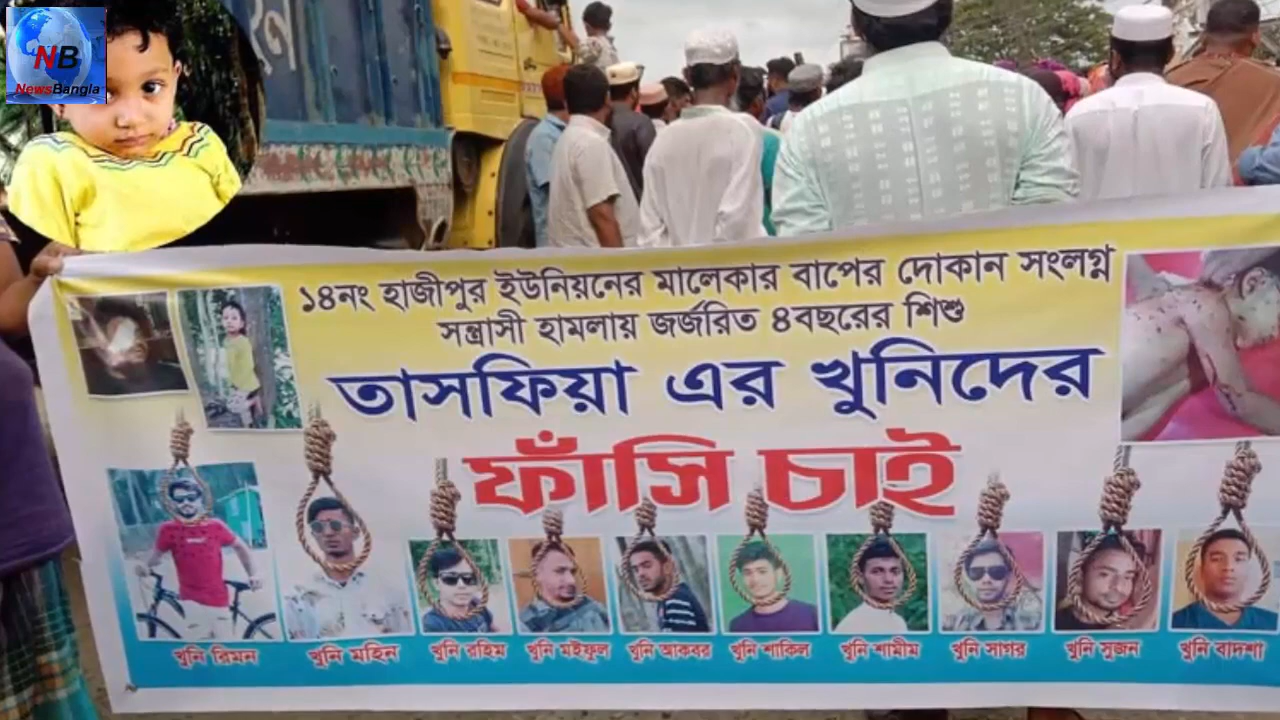 NB
NewsBangla
১৪নং হাজীপুর ইউনিয়নের মালেকার বাপের দোকান সংলগ্ন
সন্ত্রাসী হামলায় জর্জরিত ৪বছরের শিশু
তাসফিয়া এর খুনিদের
ফাঁসি চাই
খুনি রিমন খুনি মহিন খুনি রহিম খুনি মইফুল খুনি আকবর খুনি শাকিল খুনি শামীম খুনি সাগর খুনি সুজন খুনি বাদশা